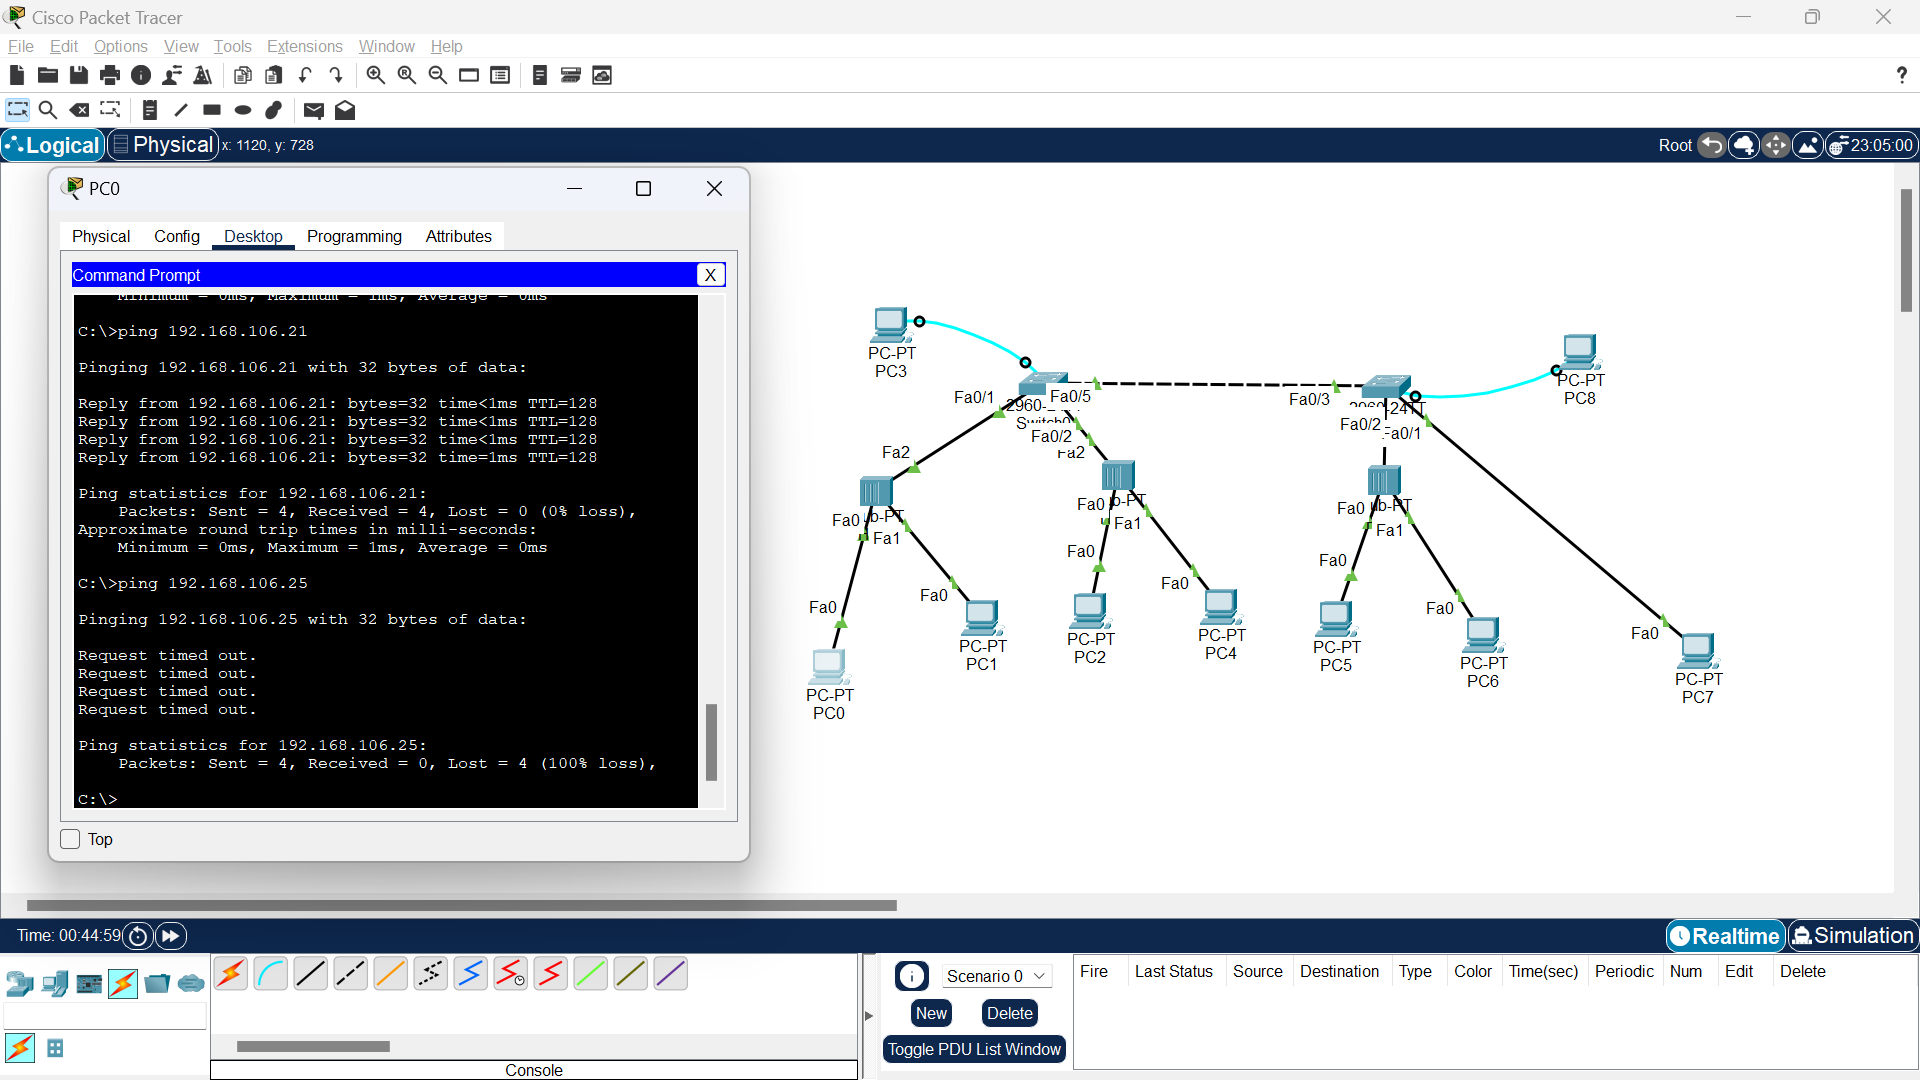 Cisco Packet Tracer
File Edit Options View Tools Extensions Window Help
Logical Physical x: 1120, y: 728
Root 23:05:00
PC0
Physical Config Desktop Programming Attributes
Command Prompt X
Minimum = 0ms, Maximum = 1ms, Average = 0ms
C:\>ping 192.168.106.21
Pinging 192.168.106.21 with 32 bytes of data:
Reply from 192.168.106.21: bytes=32 time<1ms TTL=128
Reply from 192.168.106.21: bytes=32 time<1ms TTL=128
Reply from 192.168.106.21: bytes=32 time<1ms TTL=128
Reply from 192.168.106.21: bytes=32 time=1ms TTL=128
Ping statistics for 192.168.106.21:
Packets: Sent = 4, Received = 4, Lost = 0 (0% loss),
Approximate round trip times in milli-seconds:
Minimum = 0ms, Maximum = 1ms, Average = 0ms
C:\>ping 192.168.106.25
Pinging 192.168.106.25 with 32 bytes of data:
Request timed out.
Request timed out.
Request timed out.
Request timed out.
Ping statistics for 192.168.106.25:
Packets: Sent = 4, Received = 0, Lost = 4 (100% loss),
C:\>
Top
PC-PT
PC3
PC-PT
PC8
Fa0/1
Fa0/5
Switch0
Fa0/2
Fa2
Fa2
Fa0/3
Fa0/2
Fa0/1
Fa0
Fa1
Fa0
Fa1
Fa0
Fa1
Fa0
Fa0
Fa0
Fa0
Fa0
Fa0
Fa0
PC-PT
PC0
PC-PT
PC1
PC-PT
PC2
PC-PT
PC4
PC-PT
PC5
PC-PT
PC6
PC-PT
PC7
Time: 00:44:59
Realtime Simulation
Scenario 0
New Delete
Toggle PDU List Window
Fire Last Status Source Destination Type Color Time(sec) Periodic Num Edit Delete
Console